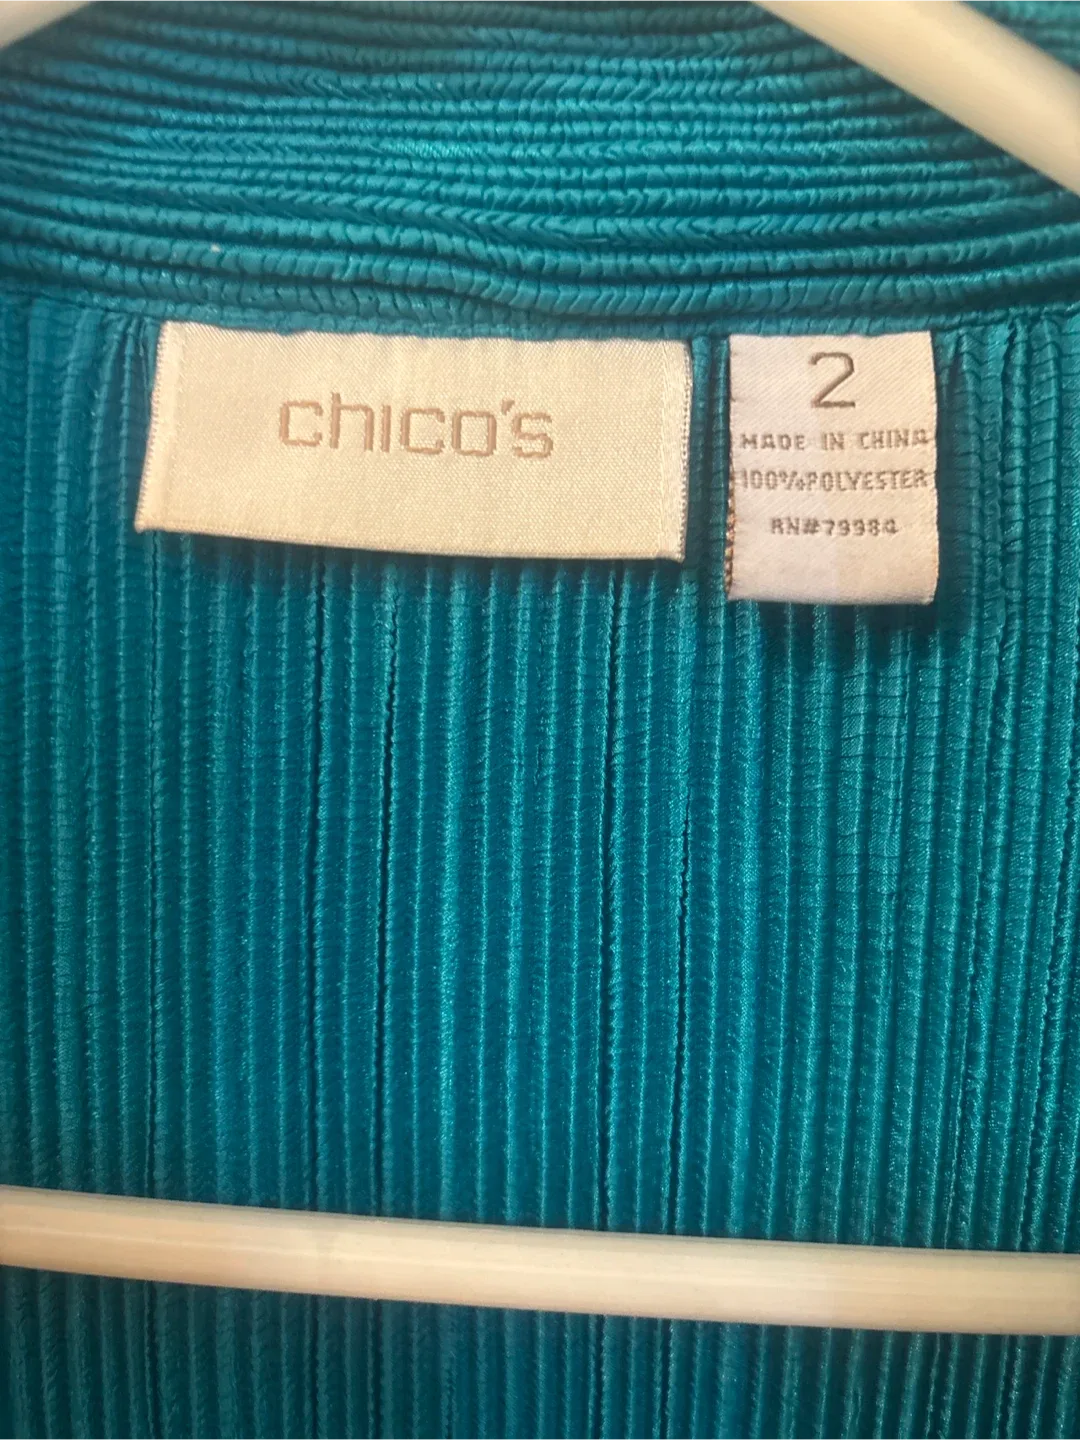 chico's
2
MADE IN CHINA
100%POLYESTER
RN#79984